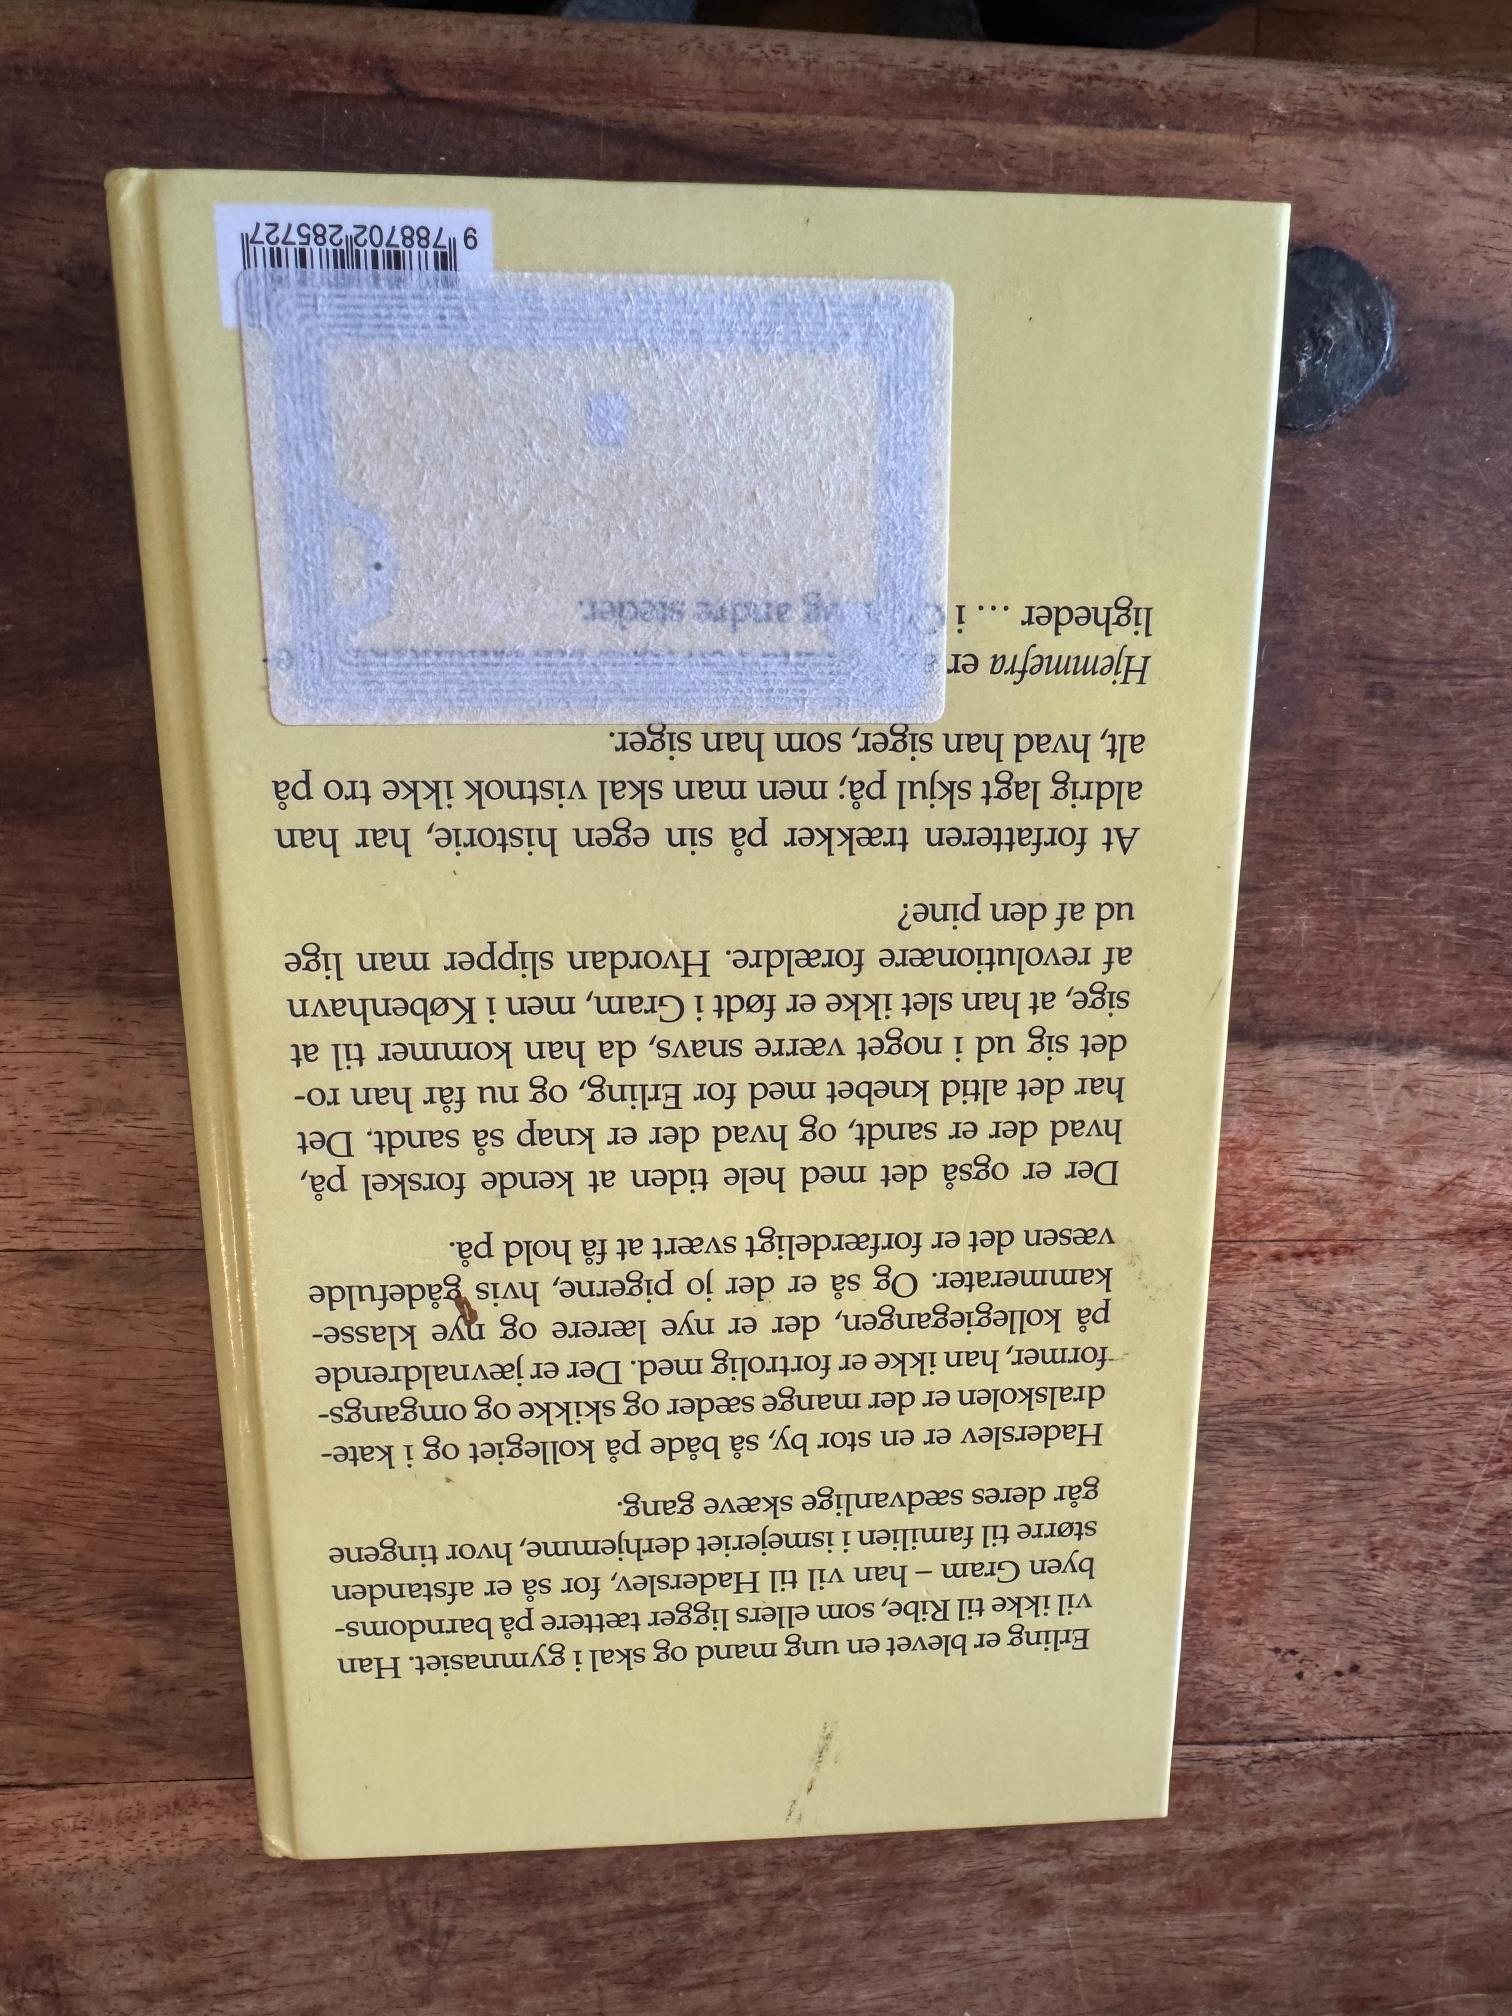 Erling er blevet en ung mand og skal i gymnasiet. Han
vil ikke til Ribe, som ellers ligger tættere på barndoms-
byen Gram – han vil til Haderslev, for så er afstanden
større til familien i ismejeriet derhjemme, hvor tingene
går deres sædvanlige skæve gang.
Haderslev er en stor by, så både på kollegiet og i kate-
dralskolen er der mange sæder og skikke og omgangs-
former, han ikke er fortrolig med. Der er jævnaldrende
på kollegiegangen, der er nye lærere og nye klasse-
kammerater. Og så er der jo pigerne, hvis gådefulde
væsen det er forfærdeligt svært at få hold på.
Der er også det med hele tiden at kende forskel på,
hvad der er sandt, og hvad der er knap så sandt. Det
har det altid knebet med for Erling, og nu får han ro-
det sig ud i noget værre snavs, da han kommer til at
sige, at han slet ikke er født i Gram, men i København
af revolutionære forældre. Hvordan slipper man lige
ud af den pine?
At forfatteren trækker på sin egen historie, har han
aldrig lagt skjul på; men man skal vistnok ikke tro på
alt, hvad han siger, som han siger.
Hjemmefra er
ligheder ... i og andre steder.
9 788702 285727